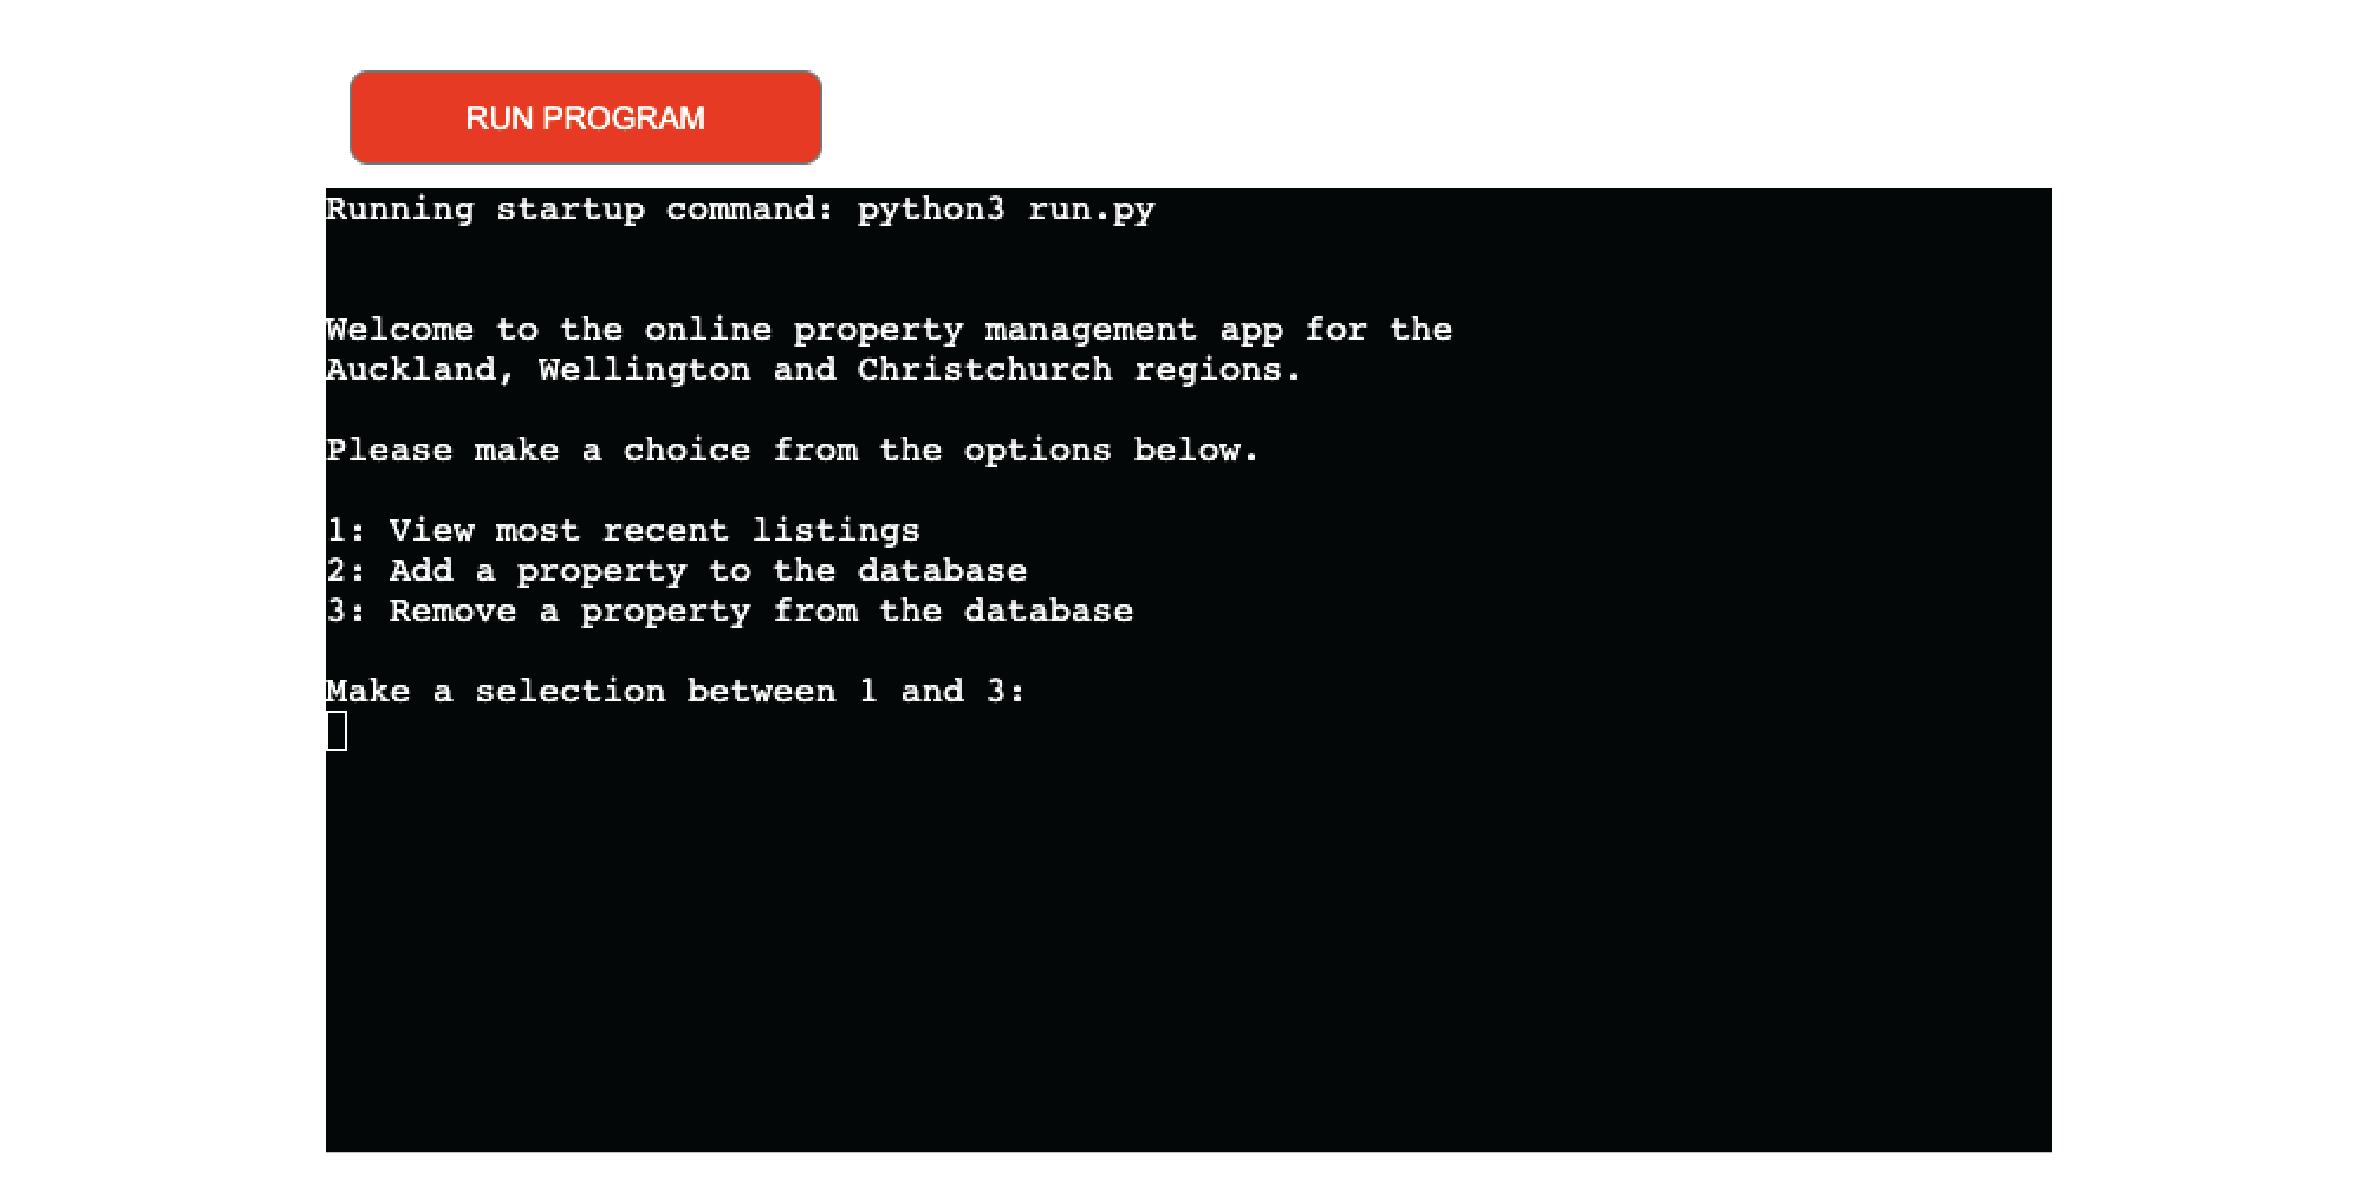 RUN PROGRAM
Running startup command: python3 run.py
Welcome to the online property management app for the
Auckland, Wellington and Christchurch regions.
Please make a choice from the options below.
1: View most recent listings
2: Add a property to the database
3: Remove a property from the database
Make a selection between 1 and 3: